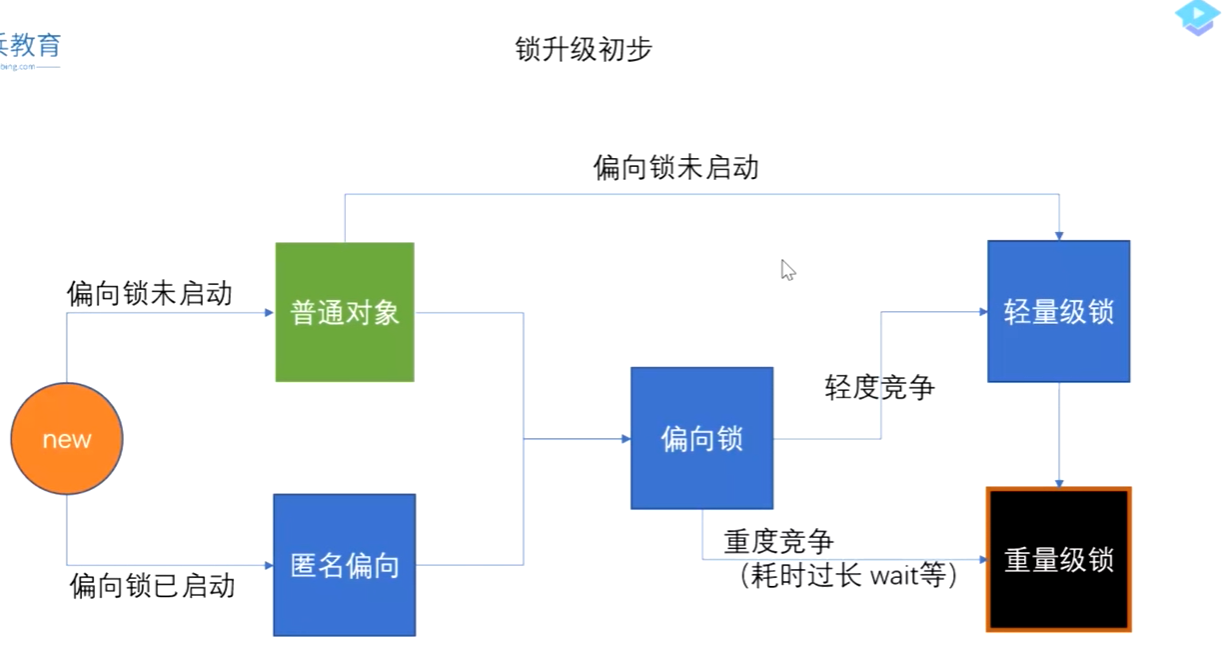 教育
锁升级初步
偏向锁未启动
偏向锁未启动
普通对象
轻量级锁
轻度竞争
new
偏向锁
匿名偏向
偏向锁已启动
重度竞争
（耗时过长 wait等）
重量级锁